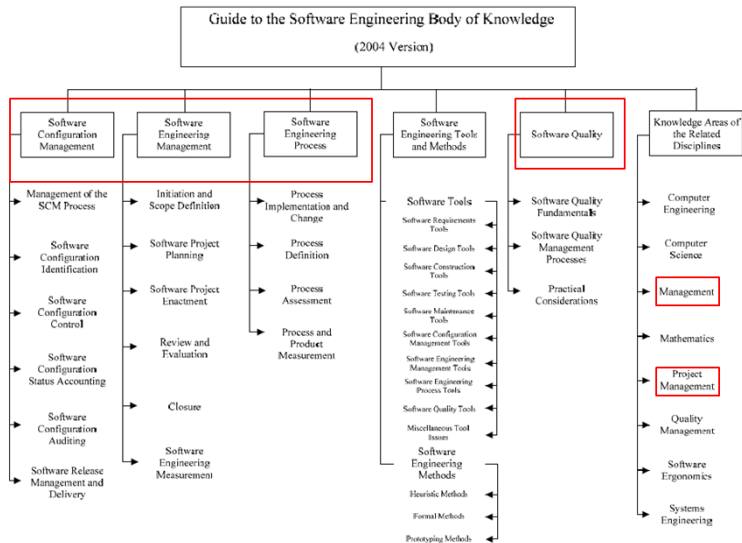 Guide to the Software Engineering Body of Knowledge
(2004 Version)
Software
Configuration
Management
Management of the
SCM Process
Software
Configuration
Identification
Software
Configuration
Control
Software
Configuration
Status Accounting
Software
Configuration
Auditing
Software Release
Management and
Delivery
Software
Engineering
Management
Initiation and
Scope Definition
Software Project
Planning
Software Project
Enactment
Review and
Evaluation
Closure
Software
Engineering
Measurement
Software
Engineering
Process
Process
Implementation and
Change
Process
Definition
Process
Assessment
Process and
Product
Measurement
Software
Engineering Tools
and Methods
Software Tools
Software Requirements
Tools
Software Design Tools
Software Construction
Tools
Software Testing Tools
Software Maintenance
Tools
Software Configuration
Management Tools
Software Engineering
Management Tools
Software Engineering
Process Tools
Software Quality Tools
Miscellaneous Tool
Issues
Software
Engineering
Methods
Heuristic Methods
Formal Methods
Prototyping Methods
Software Quality
Software Quality
Fundamentals
Software Quality
Management
Processes
Practical
Considerations
Knowledge Areas of
the Related
Disciplines
Computer
Engineering
Computer
Science
Management
Mathematics
Project
Management
Quality
Management
Software
Ergonomics
Systems
Engineering